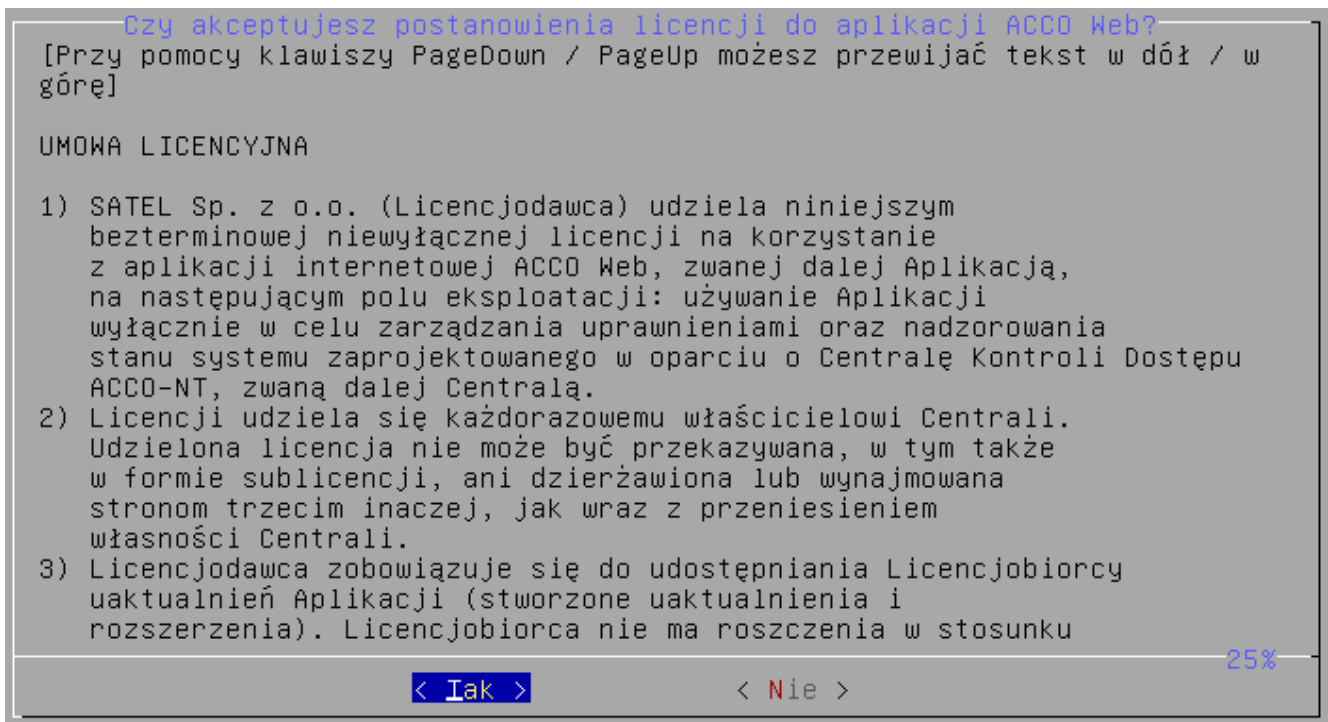 Czy akceptujesz postanowienia licencji do aplikacji ACCO Web?
[Przy pomocy klawiszy PageDown / PageUp możesz przewijać tekst w dół / w
górę]
UMOWA LICENCYJNA
1) SATEL Sp. z o.o. (Licencjodawca) udziela niniejszym
bezterminowej niewyłącznej licencji na korzystanie
z aplikacji internetowej ACCO Web, zwanej dalej Aplikacją,
na następującym polu eksploatacji: używanie Aplikacji
wyłącznie w celu zarządzania uprawnieniami oraz nadzorowania
stanu systemu zaprojektowanego w oparciu o Centralę Kontroli Dostępu
ACCO-NT, zwaną dalej Centralą.
2) Licencji udziela się każdorazowemu właścicielowi Centrali.
Udzielona licencja nie może być przekazywana, w tym także
w formie sublicencji, ani dzierżawiona lub wynajmowana
stronom trzecim inaczej, jak wraz z przeniesieniem
własności Centrali.
3) Licencjodawca zobowiązuje się do udostępniania Licencjobiorcy
uaktualnień Aplikacji (stworzone uaktualnienia i
rozszerzenia). Licencjobiorca nie ma roszczenia w stosunku
25%
< Tak > < Nie >